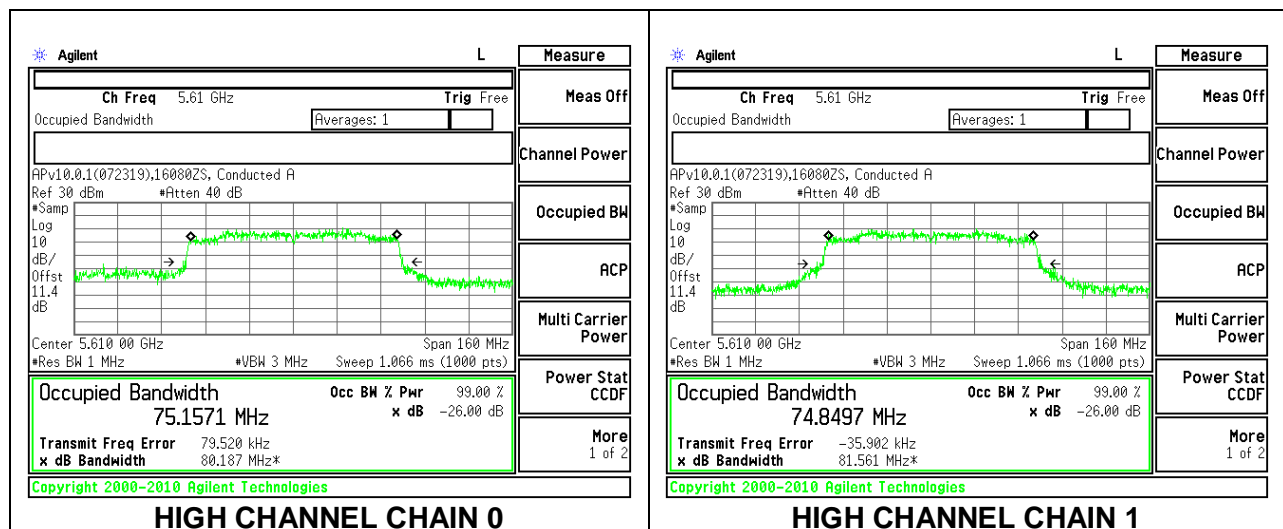 Agilent L Measure
Ch Freq 5.61 GHz Trig Free Meas Off
Occupied Bandwidth Averages: 1
Channel Power
APv10.0.1(072319),16080ZS, Conducted A
Ref 30 dBm #Atten 40 dB
#Samp Occupied BW
Log
10
dB/ ACP
Offst
11.4
dB
Multi Carrier
Power
Center 5.610 00 GHz Span 160 MHz
#Res BW 1 MHz #VBW 3 MHz Sweep 1.066 ms (1000 pts)
Power Stat
CCDF
Occupied Bandwidth Occ BW % Pwr 99.00 %
75.1571 MHz x dB -26.00 dB
Transmit Freq Error 79.520 kHz More
x dB Bandwidth 80.187 MHz* 1 of 2
Copyright 2000-2010 Agilent Technologies
HIGH CHANNEL CHAIN 0
Agilent L Measure
Ch Freq 5.61 GHz Trig Free Meas Off
Occupied Bandwidth Averages: 1
Channel Power
APv10.0.1(072319),16080ZS, Conducted A
Ref 30 dBm #Atten 40 dB
#Samp Occupied BW
Log
10
dB/ ACP
Offst
11.4
dB
Multi Carrier
Power
Center 5.610 00 GHz Span 160 MHz
#Res BW 1 MHz #VBW 3 MHz Sweep 1.066 ms (1000 pts)
Power Stat
CCDF
Occupied Bandwidth Occ BW % Pwr 99.00 %
74.8497 MHz x dB -26.00 dB
Transmit Freq Error -35.902 kHz More
x dB Bandwidth 81.561 MHz* 1 of 2
Copyright 2000-2010 Agilent Technologies
HIGH CHANNEL CHAIN 1